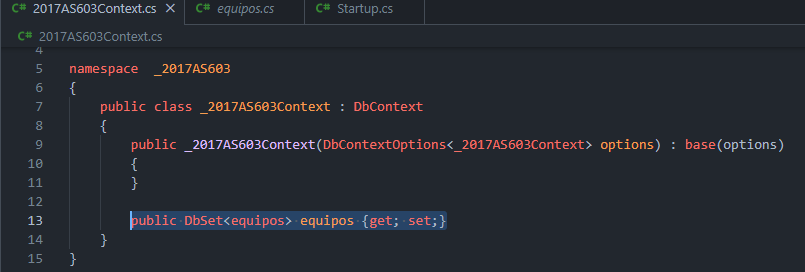 C# 2017AS603Context.cs X C# equipos.cs C# Startup.cs
C# 2017AS603Context.cs
4
5 namespace _2017AS603
6 {
7 public class _2017AS603Context : DbContext
8 {
9 public _2017AS603Context(DbContextOptions<_2017AS603Context> options) : base(options)
10 {
11 }
12
13 public DbSet<equipos> equipos {get; set;}
14 }
15 }